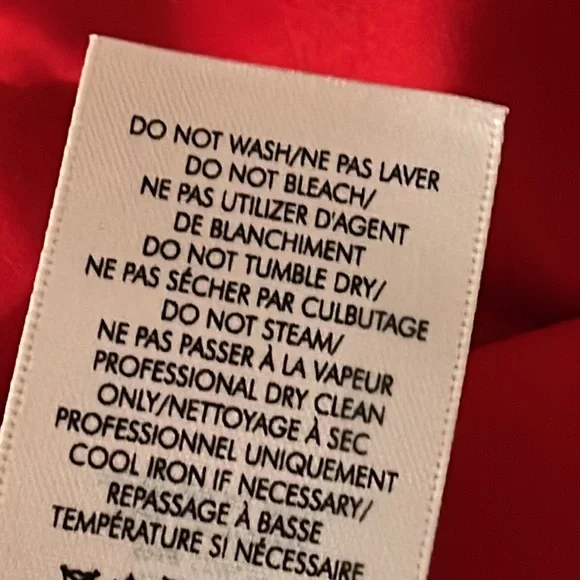 DO NOT WASH/NE PAS LAVER
DO NOT BLEACH/
NE PAS UTILIZER D'AGENT
DE BLANCHIMENT
DO NOT TUMBLE DRY/
NE PAS SÉCHER PAR CULBUTAGE
DO NOT STEAM/
NE PAS PASSER À LA VAPEUR
PROFESSIONAL DRY CLEAN
ONLY/NETTOYAGE À SEC
PROFESSIONNEL UNIQUEMENT
COOL IRON IF NECESSARY/
REPASSAGE À BASSE
TEMPÉRATURE SI NÉCESSAIRE